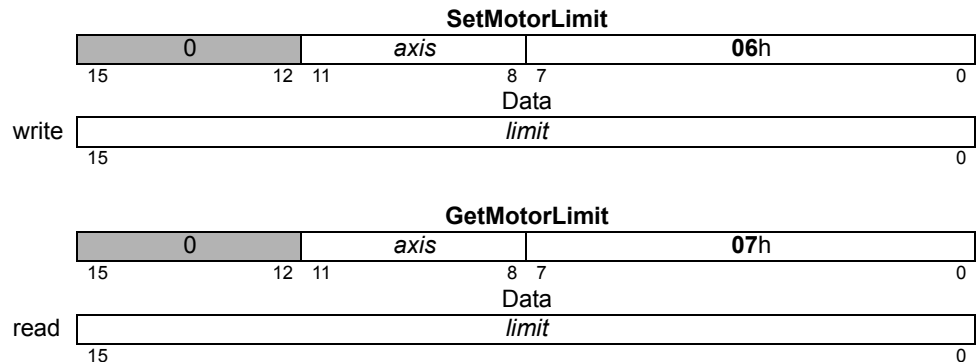 SetMotorLimit
0 axis 06h
15 12 11 8 7 0
Data
write limit
15 0
GetMotorLimit
0 axis 07h
15 12 11 8 7 0
Data
read limit
15 0